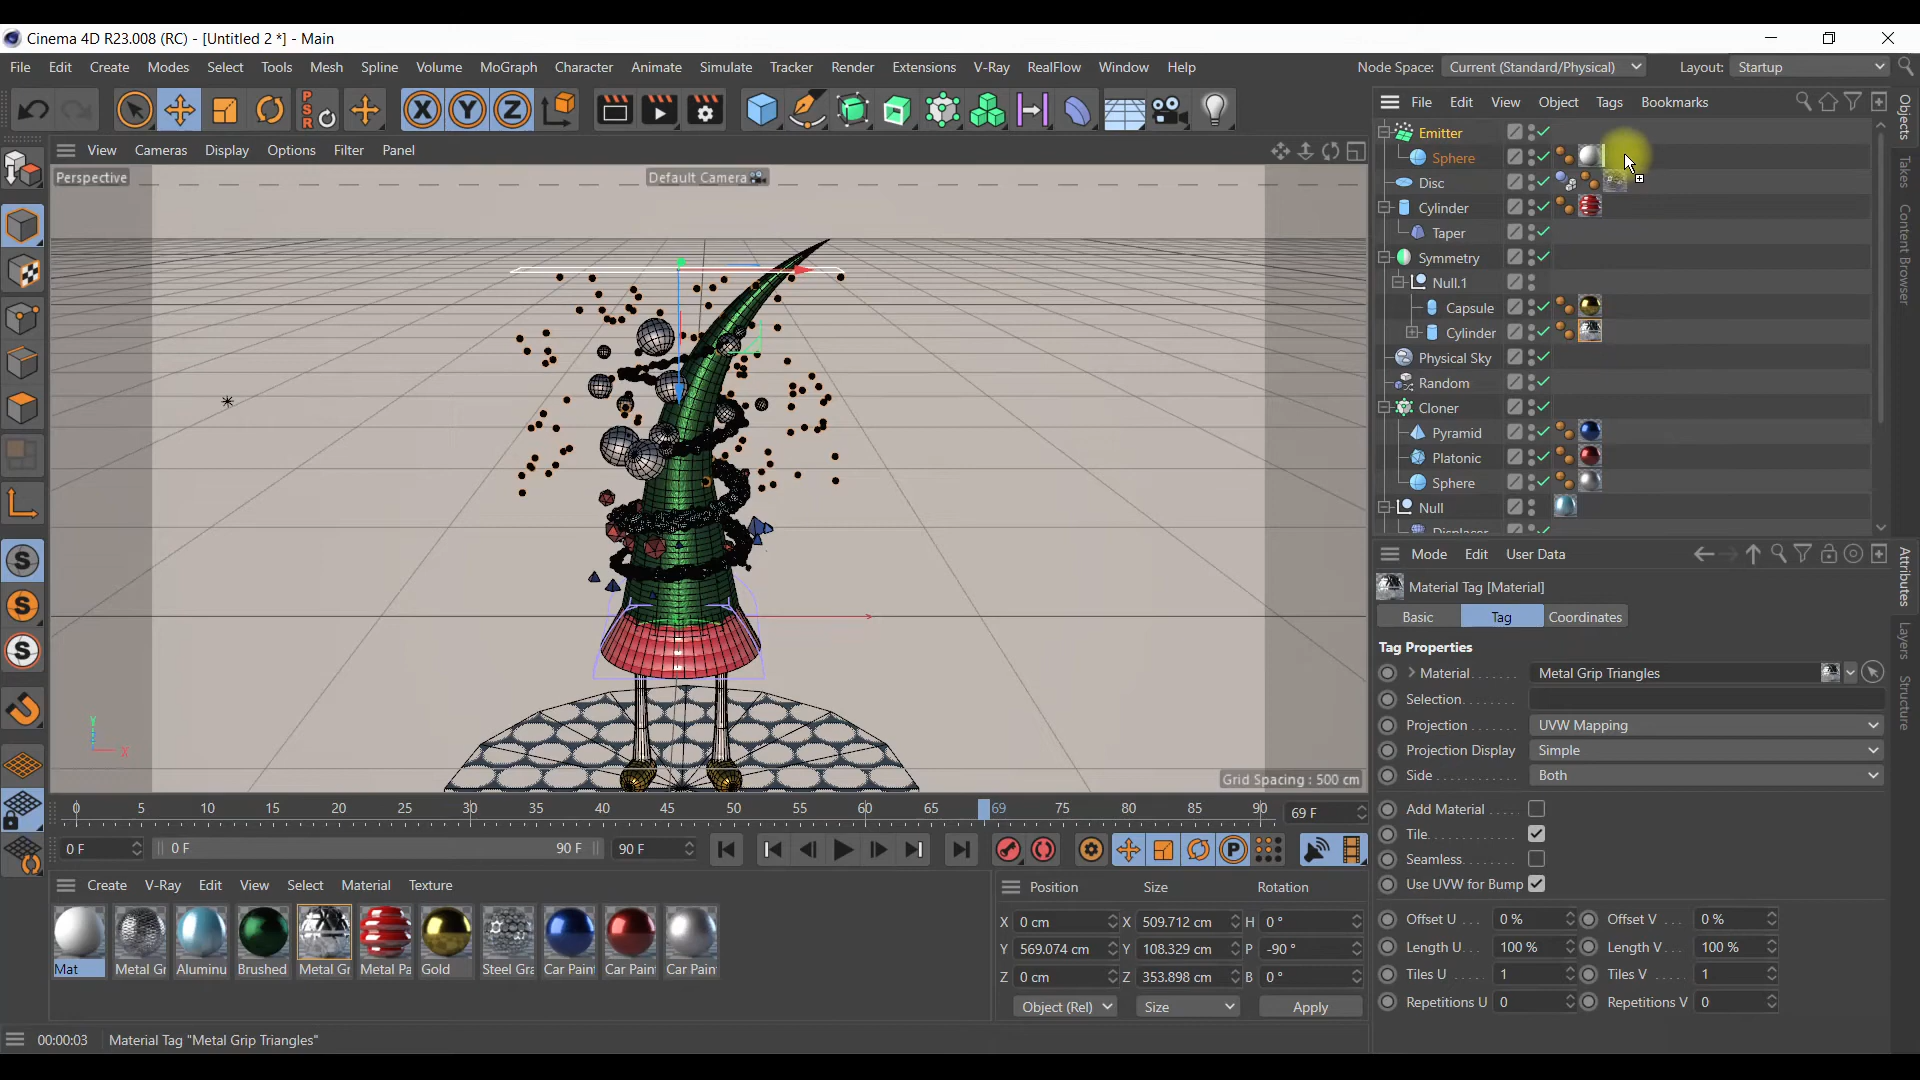 Cinema 4D R23.008 (RC) - [Untitled 2 *] - Main
File Edit Create Modes Select Tools Mesh Spline Volume MoGraph Character Animate Simulate Tracker Render Extensions V-Ray RealFlow Window Help
Node Space: Current (Standard/Physical) Layout: Startup
X Y Z
File Edit View Object Tags Bookmarks
View Cameras Display Options Filter Panel
Perspective
Default Camera
Emitter
Sphere
Disc
Cylinder
Taper
Symmetry
Null.1
Capsule
Cylinder
Physical Sky
Random
Cloner
Pyramid
Platonic
Sphere
Null
Displacer
Objects
Takes
Content Browser
Attributes
Layers
Structure
Mode Edit User Data
Material Tag [Material]
Basic Tag Coordinates
Tag Properties
Material Metal Grip Triangles
Selection
Projection UVW Mapping
Projection Display Simple
Side Both
Add Material
Tile
Seamless
Use UVW for Bump
Offset U 0 % Offset V 0 %
Length U 100 % Length V 100 %
Tiles U 1 Tiles V 1
Repetitions U 0 Repetitions V 0
Y
X
Grid Spacing : 500 cm
0 5 10 15 20 25 30 35 40 45 50 55 60 65 69 75 80 85 90 69 F
0 F 0 F 90 F 90 F
Create V-Ray Edit View Select Material Texture
Mat Metal Gr Aluminu Brushed Metal Gr Metal Pa Gold Steel Gra Car Pain Car Pain Car Pain
Position Size Rotation
X 0 cm X 509.712 cm H 0 °
Y 569.074 cm Y 108.329 cm P -90 °
Z 0 cm Z 353.898 cm B 0 °
Object (Rel) Size Apply
00:00:03 Material Tag "Metal Grip Triangles"